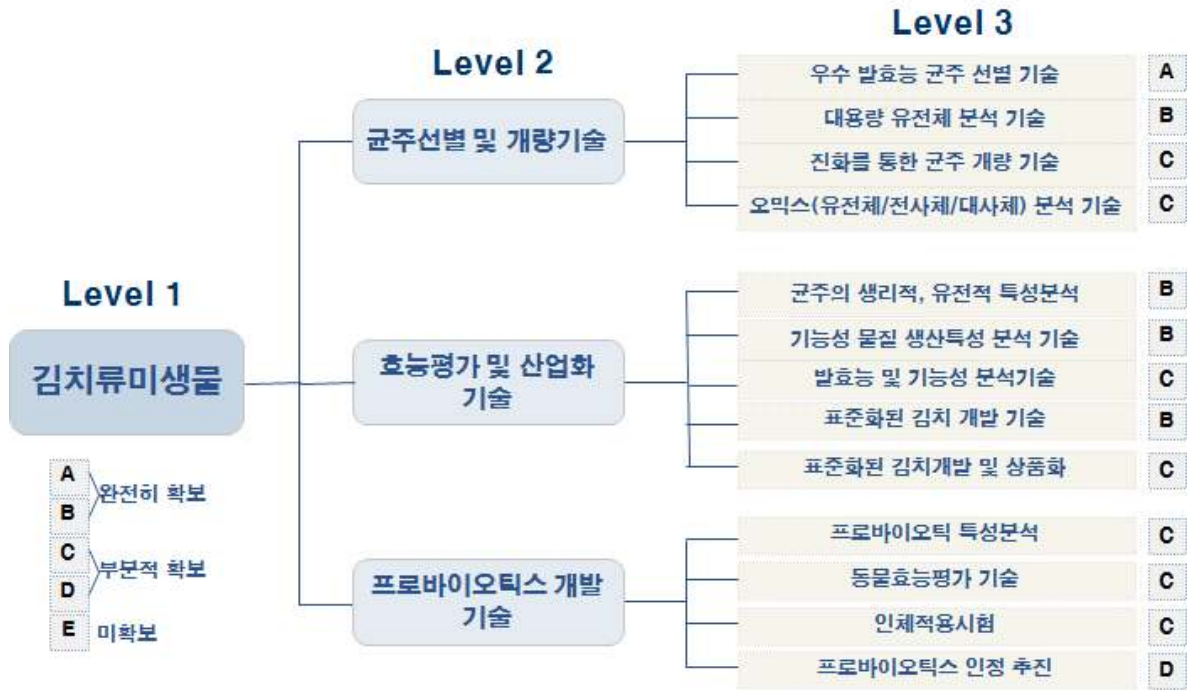 Level 3
Level 2
Level 1
김치류미생물
균주선별 및 개량기술
우수 발효능 균주 선별 기술 A
대용량 유전체 분석 기술 B
진화를 통한 균주 개량 기술 C
오믹스(유전체/전사체/대사체) 분석 기술 C
효능평가 및 산업화
기술
균주의 생리적, 유전적 특성분석 B
기능성 물질 생산특성 분석 기술 B
발효능 및 기능성 분석기술 C
표준화된 김치 개발 기술 B
표준화된 김치개발 및 상품화 C
프로바이오틱스 개발
기술
프로바이오틱 특성분석 C
동물효능평가 기술 C
인체적용시험 C
프로바이오틱스 인정 추진 D
A
B
완전히 확보
C
D
부분적 확보
E 미확보